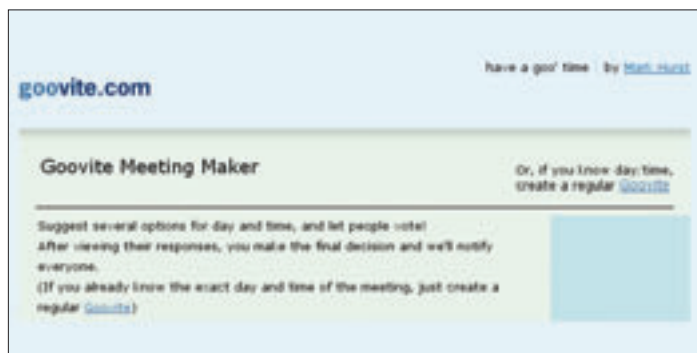 have a goo' time by Mark Hurst
goovite.com
Goovite Meeting Maker
Or, if you know day/time,
create a regular Goovite
Suggest several options for day and time, and let people vote!
After viewing their responses, you make the final decision and we'll notify
everyone.
(If you already know the exact day and time of the meeting, just create a
regular Goovite)